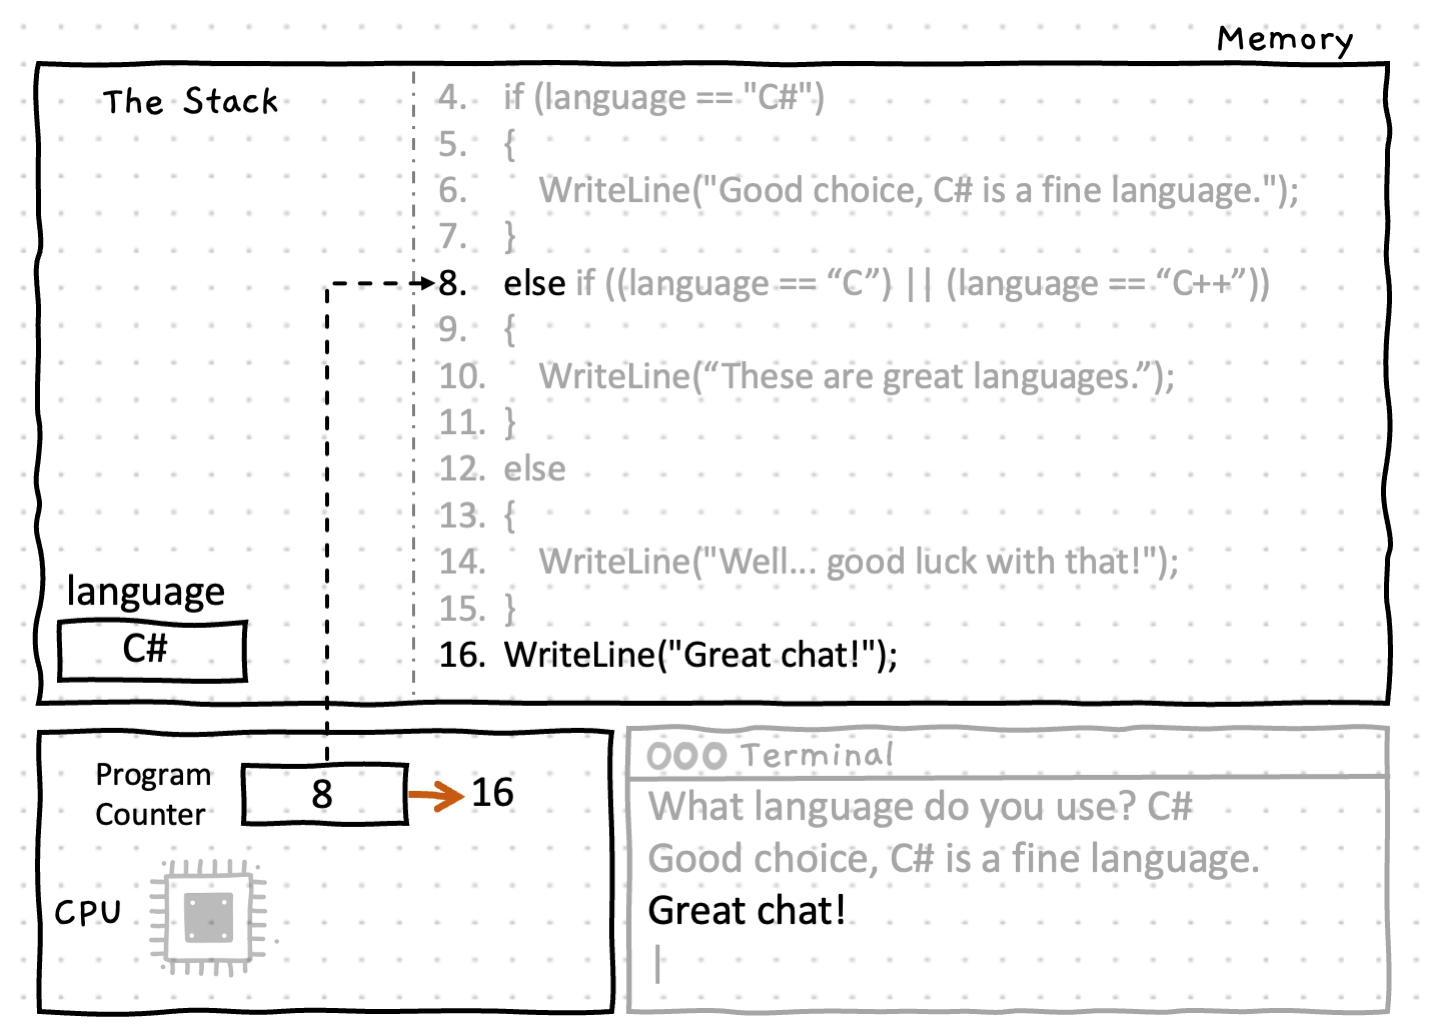 Memory
The Stack
4. if (language == "C#")
5. {
6. WriteLine("Good choice, C# is a fine language.");
7. }
8. else if ((language == “C”) || (language == “C++”))
9. {
10. WriteLine(“These are great languages.”);
11. }
12. else
13. {
14. WriteLine("Well... good luck with that!");
15. }
16. WriteLine("Great chat!");
language
C#
Program
Counter
8
16
CPU
Terminal
What language do you use? C#
Good choice, C# is a fine language.
Great chat!